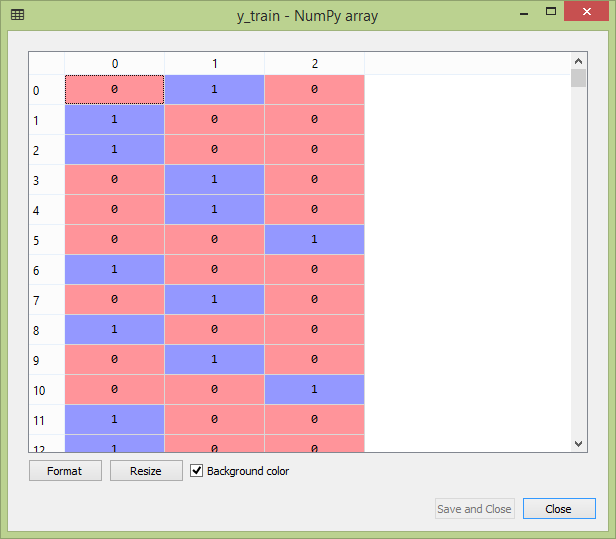 y_train - NumPy array
0 1 2
0 0 1 0
1 1 0 0
2 1 0 0
3 0 1 0
4 0 1 0
5 0 0 1
6 1 0 0
7 0 1 0
8 1 0 0
9 0 1 0
10 0 0 1
11 1 0 0
12 1 0 0
Format Resize Background color
Save and Close Close